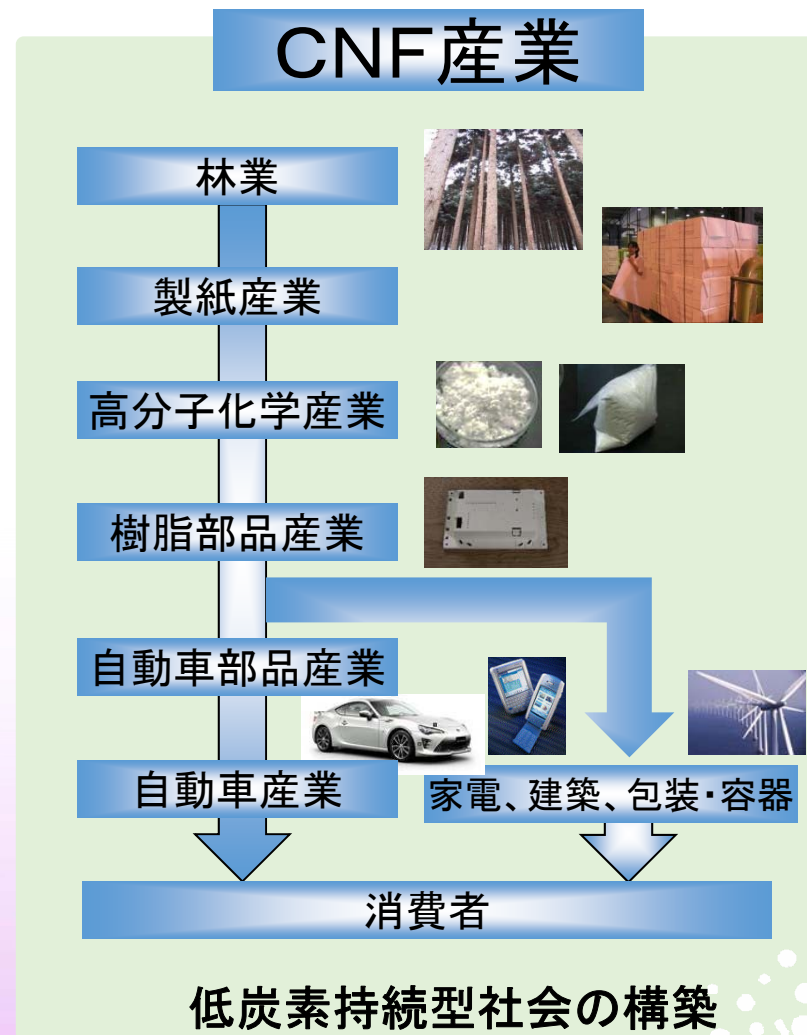 CNF産業
林業
製紙産業
高分子化学産業
樹脂部品産業
自動車部品産業
自動車産業
家電、建築、包装・容器
消費者
低炭素持続型社会の構築